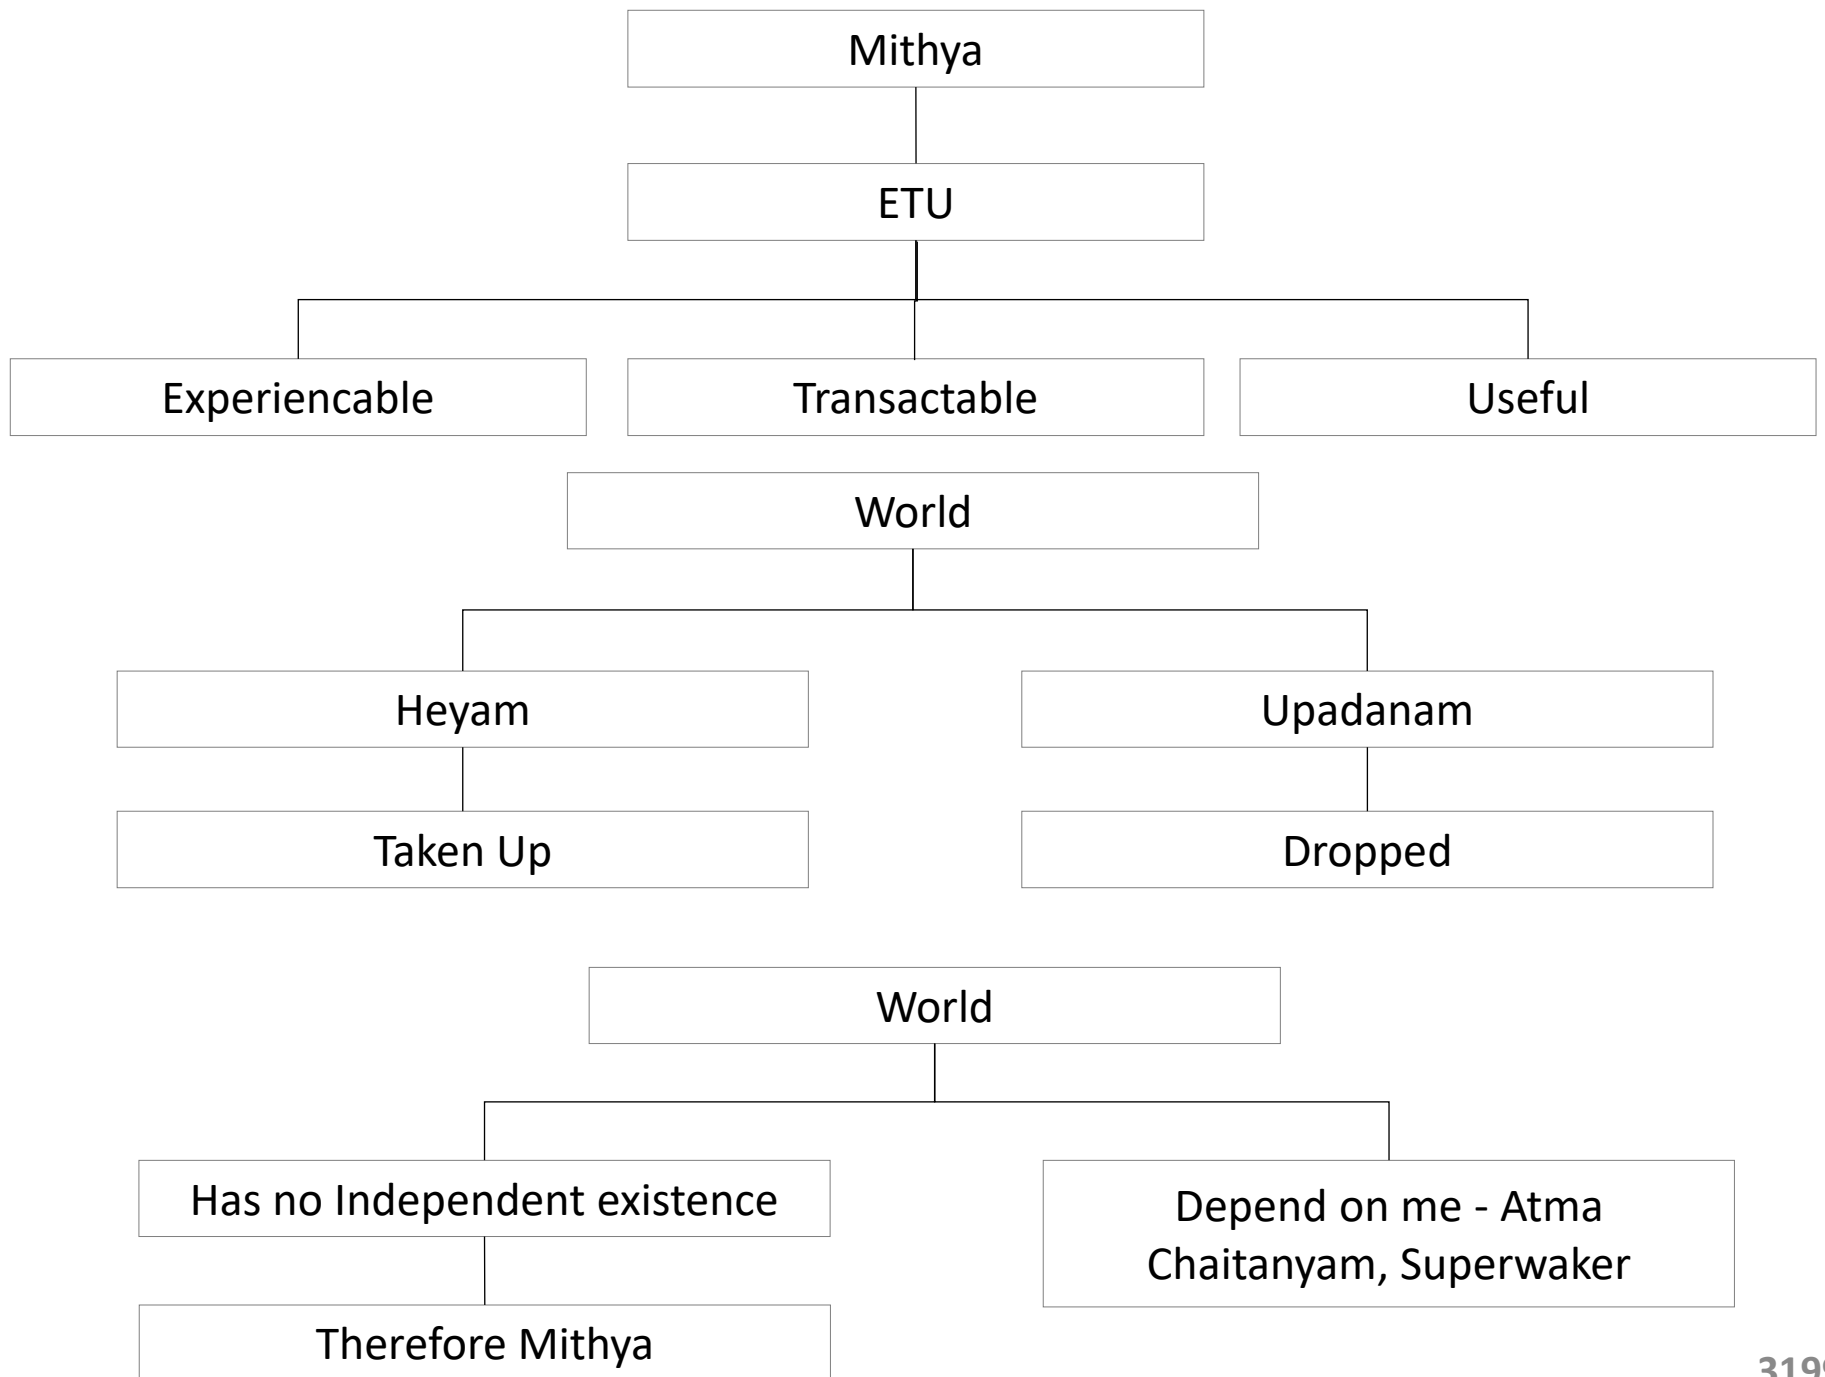 Mithya
ETU
Experiencable
Transactable
Useful
World
Heyam
Upadanam
Taken Up
Dropped
World
Has no Independent existence
Depend on me - Atma
Chaitanyam, Superwaker
Therefore Mithya
3199